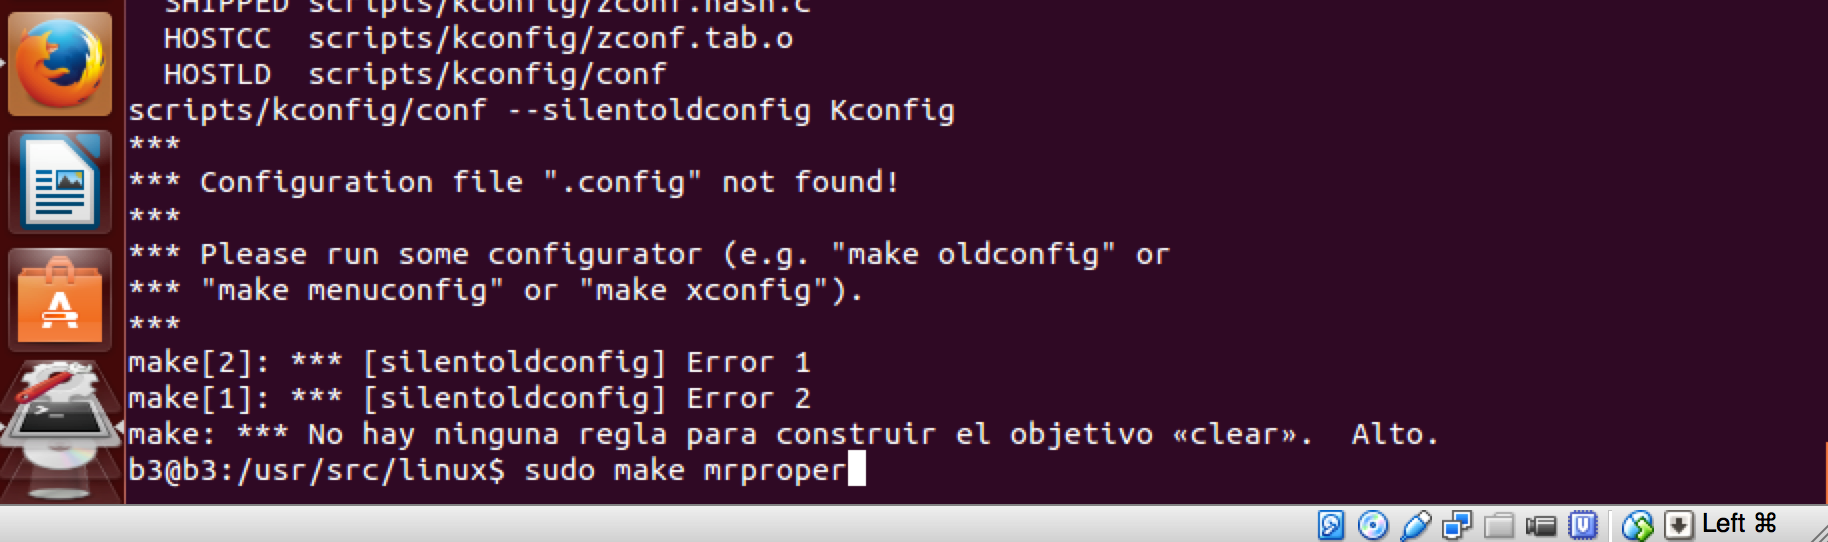 SHIPPED scripts/kconfig/zconf.hash.c
HOSTCC  scripts/kconfig/zconf.tab.o
HOSTLD  scripts/kconfig/conf
scripts/kconfig/conf --silentoldconfig Kconfig
***
*** Configuration file ".config" not found!
***
*** Please run some configurator (e.g. "make oldconfig" or
*** "make menuconfig" or "make xconfig").
***
make[2]: *** [silentoldconfig] Error 1
make[1]: *** [silentoldconfig] Error 2
make: *** No hay ninguna regla para construir el objetivo «clear».  Alto.
b3@b3:/usr/src/linux$ sudo make mrproper
Left ⌘